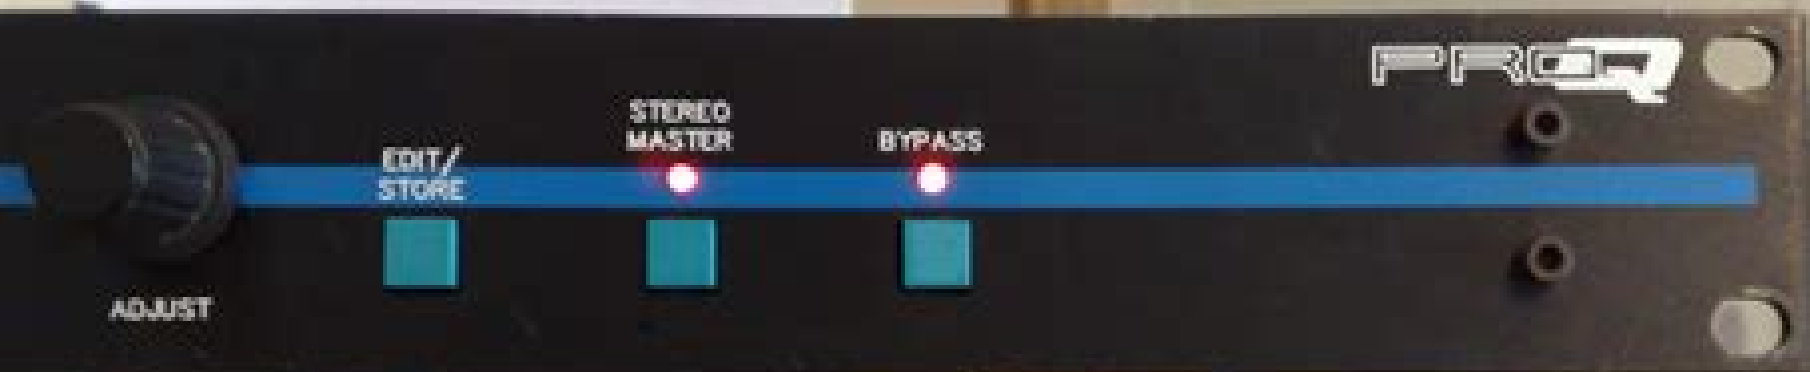 PROQ
STEREO
MASTER
BYPASS
EDIT/
STORE
ADJUST